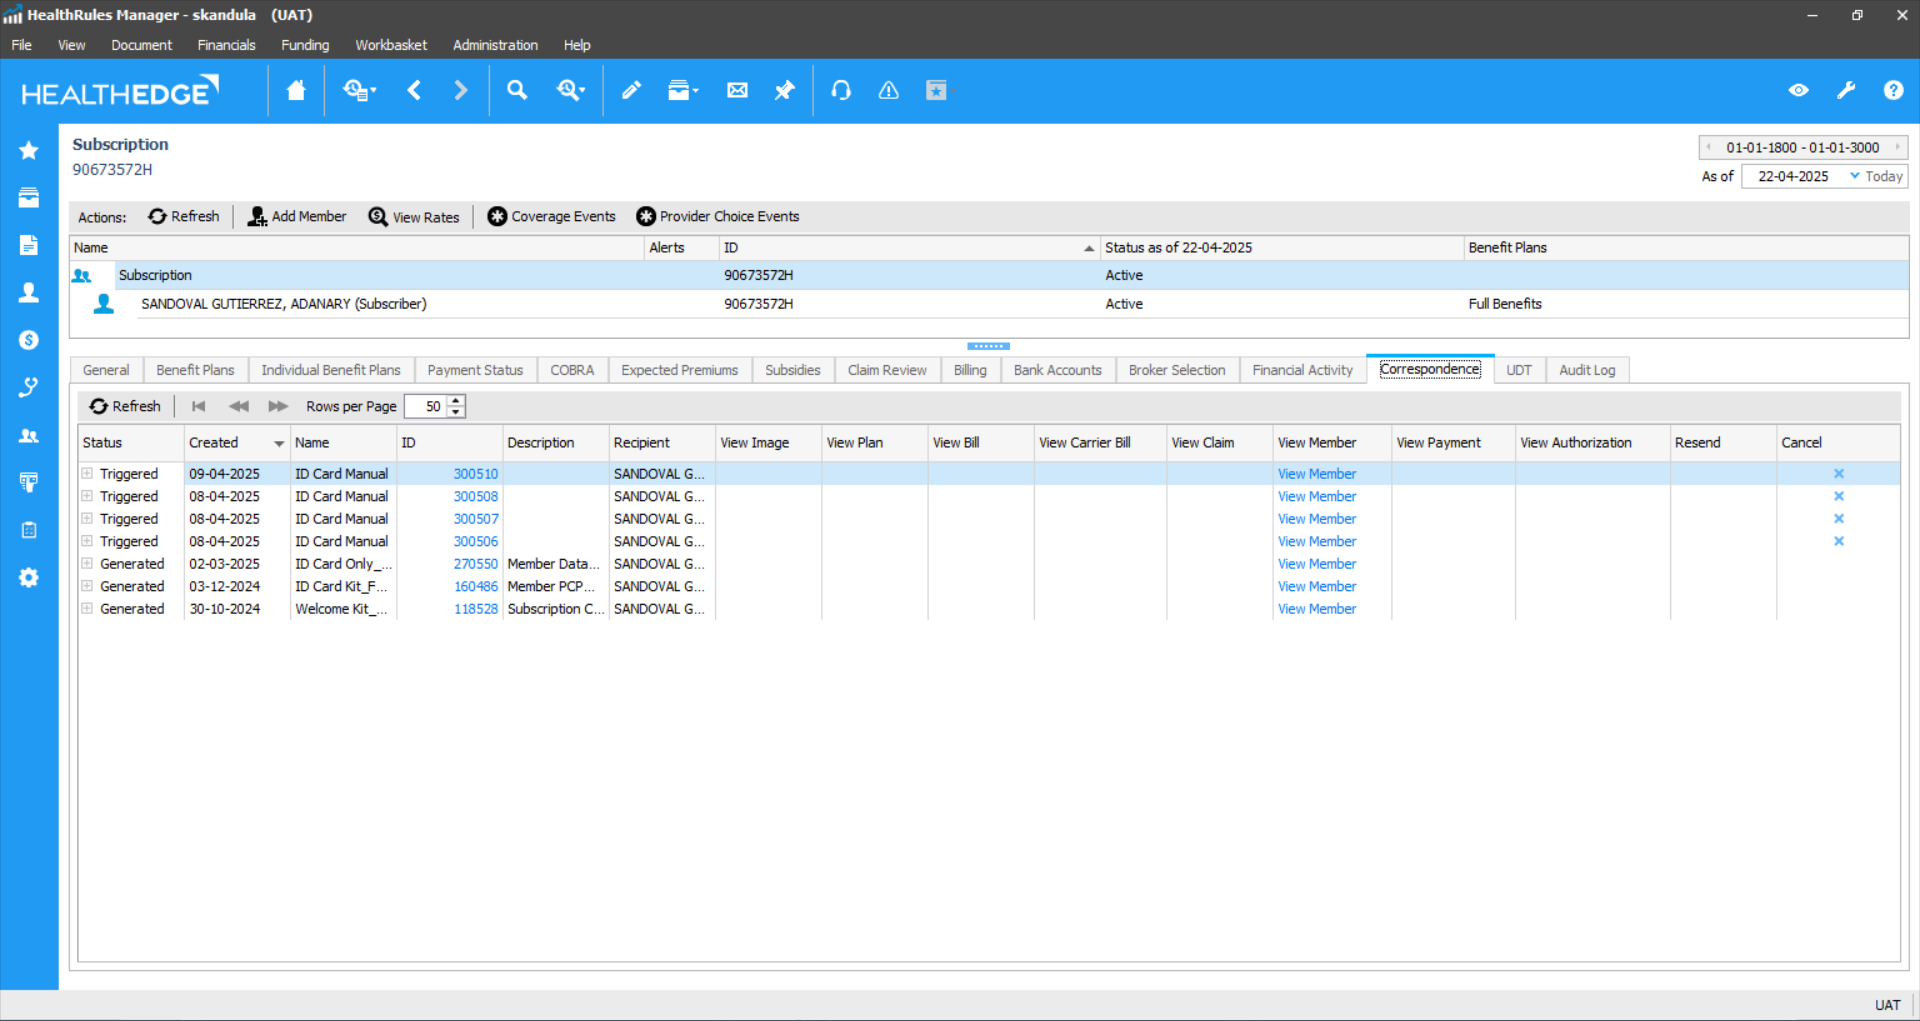 HealthRules Manager - skandula (UAT)
File View Document Financials Funding Workbasket Administration Help
HEALTHEDGE
Subscription
90673572H
01-01-1800 - 01-01-3000
As of 22-04-2025 Today
Actions: Refresh Add Member View Rates Coverage Events Provider Choice Events
Name Alerts ID Status as of 22-04-2025 Benefit Plans
Subscription 90673572H Active
SANDOVAL GUTIERREZ, ADANARY (Subscriber) 90673572H Active Full Benefits
General Benefit Plans Individual Benefit Plans Payment Status COBRA Expected Premiums Subsidies Claim Review Billing Bank Accounts Broker Selection Financial Activity Correspondence UDT Audit Log
Refresh Rows per Page 50
Status Created Name ID Description Recipient View Image View Plan View Bill View Carrier Bill View Claim View Member View Payment View Authorization Resend Cancel
Triggered 09-04-2025 ID Card Manual 300510 SANDOVAL G... View Member
Triggered 08-04-2025 ID Card Manual 300508 SANDOVAL G... View Member
Triggered 08-04-2025 ID Card Manual 300507 SANDOVAL G... View Member
Triggered 08-04-2025 ID Card Manual 300506 SANDOVAL G... View Member
Generated 02-03-2025 ID Card Only_... 270550 Member Data... SANDOVAL G... View Member
Generated 03-12-2024 ID Card Kit_F... 160486 Member PCP... SANDOVAL G... View Member
Generated 30-10-2024 Welcome Kit_... 118528 Subscription C... SANDOVAL G... View Member
UAT